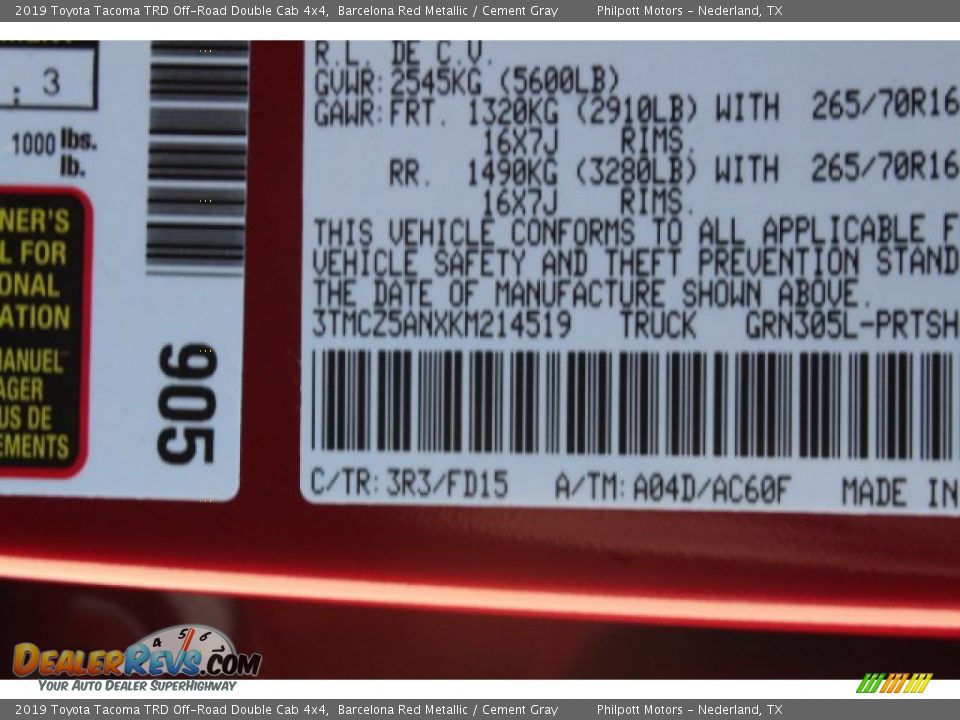 2019 Toyota Tacoma TRD Off-Road Double Cab 4x4, Barcelona Red Metallic / Cement Gray Philpott Motors - Nederland, TX
: 3
1000 lbs.
lb.
NER'S
L FOR
ONAL
ATION
MANUEL
AGER
US DE
EMENTS
905
R.L. DE C.V.
GVWR: 2545KG (5600LB)
GAWR: FRT. 1320KG (2910LB) WITH 265/70R16
16X7J RIMS.
RR. 1490KG (3280LB) WITH 265/70R16
16X7J RIMS.
THIS VEHICLE CONFORMS TO ALL APPLICABLE F
VEHICLE SAFETY AND THEFT PREVENTION STAND
THE DATE OF MANUFACTURE SHOWN ABOVE.
3TMCZ5ANXKM214519 TRUCK GRN305L-PRTSH
C/TR: 3R3/FD15 A/TM: A04D/AC60F MADE IN
4 5 6
DEALERREVS.COM
YOUR AUTO DEALER SUPERHIGHWAY
2019 Toyota Tacoma TRD Off-Road Double Cab 4x4, Barcelona Red Metallic / Cement Gray Philpott Motors - Nederland, TX